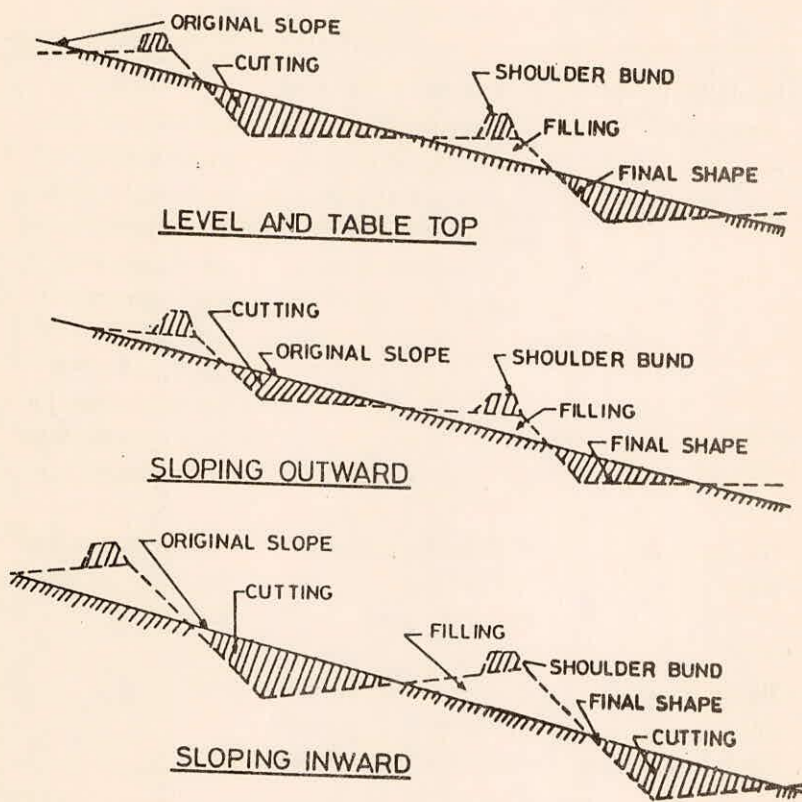 ORIGINAL SLOPE
CUTTING
SHOULDER BUND
FILLING
FINAL SHAPE
LEVEL AND TABLE TOP
CUTTING
ORIGINAL SLOPE
SHOULDER BUND
FILLING
FINAL SHAPE
SLOPING OUTWARD
ORIGINAL SLOPE
CUTTING
FILLING
SHOULDER BUND
FINAL SHAPE
CUTTING
SLOPING INWARD